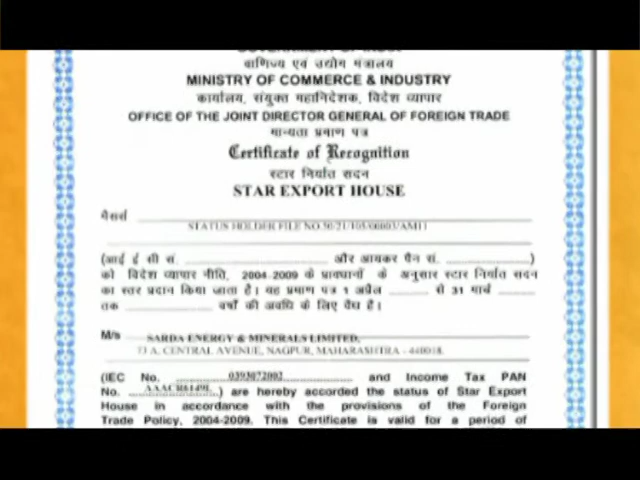 वाणिज्य एवं उद्योग मंत्रालय
MINISTRY OF COMMERCE & INDUSTRY
कार्यालय, संयुक्त महानिदेशक, विदेश व्यापार
OFFICE OF THE JOINT DIRECTOR GENERAL OF FOREIGN TRADE
मान्यता प्रमाण पत्र
Certificate of Recognition
स्टार निर्यात सदन
STAR EXPORT HOUSE
मैसर्स
STATUS HOLDER FILE NO
(आई ई सी सं. और आयकर पैन सं. )
को विदेश व्यापार नीति, 2004-2009 के प्रावधानों के अनुसार स्टार निर्यात सदन
का स्तर प्रदान किया जाता है। यह प्रमाण पत्र 1 अप्रैल से 31 मार्च
तक वर्षों की अवधि के लिए वैध है।
M/s SARDA ENERGY & MINERALS LIMITED,
73 A, CENTRAL AVENUE, NAGPUR, MAHARASHTRA - 440018.
(IEC No. 0393072002 and Income Tax PAN
No. ) are hereby accorded the status of Star Export
House in accordance with the provisions of the Foreign
Trade Policy, 2004-2009. This Certificate is valid for a period of